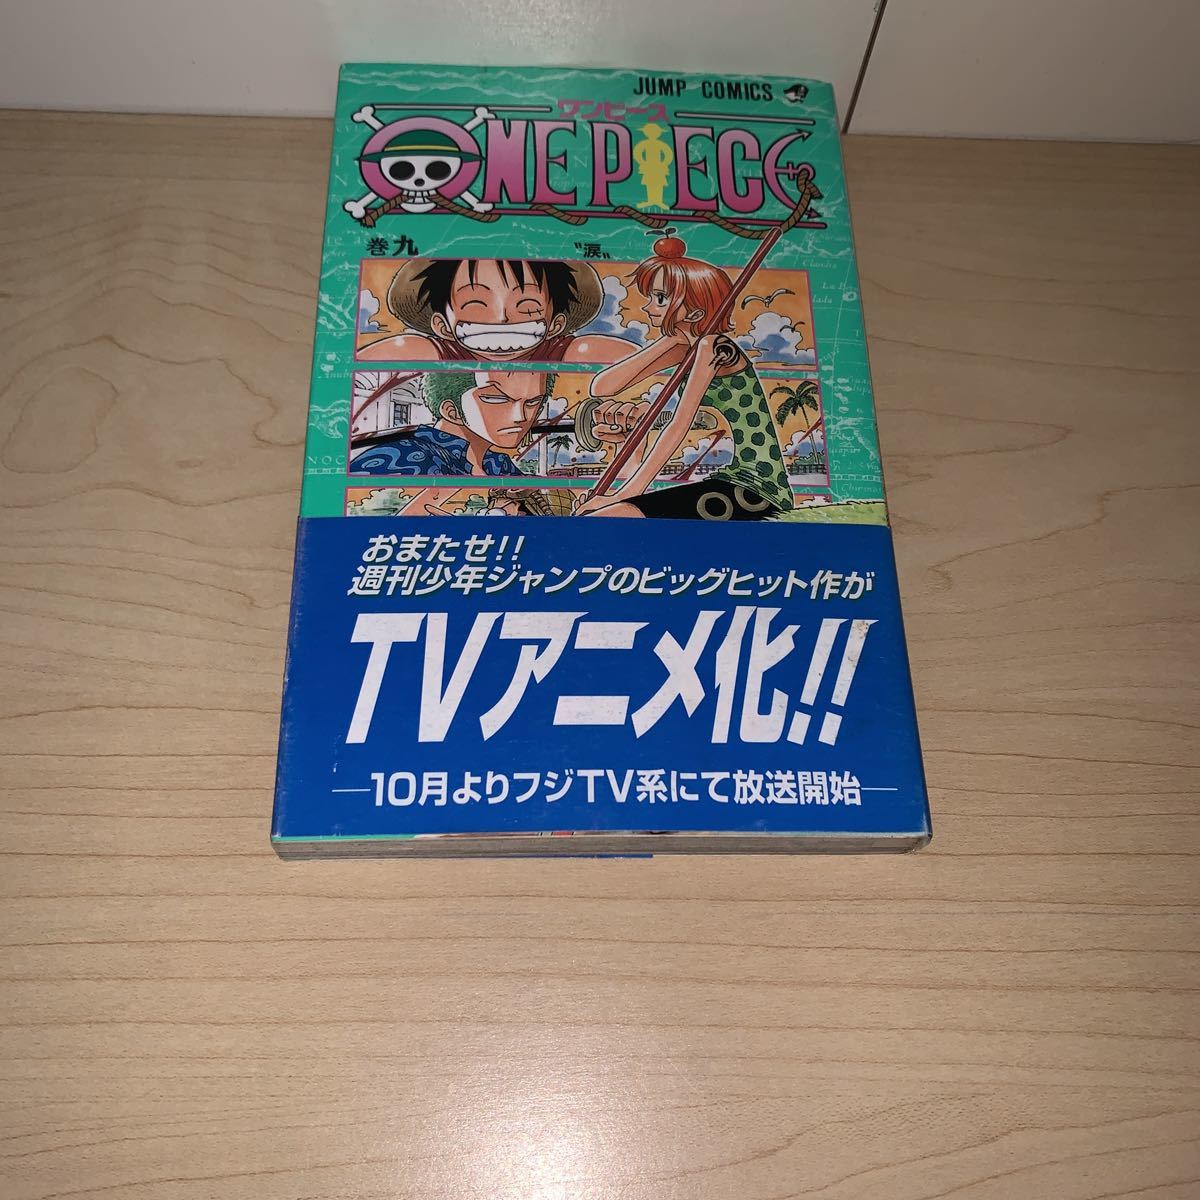 JUMP COMICS
ワンピース
ONE PIECE
巻九
〝涙〟
おまたせ!!
週刊少年ジャンプのビッグヒット作が
TVアニメ化!!
10月よりフジTV系にて放送開始